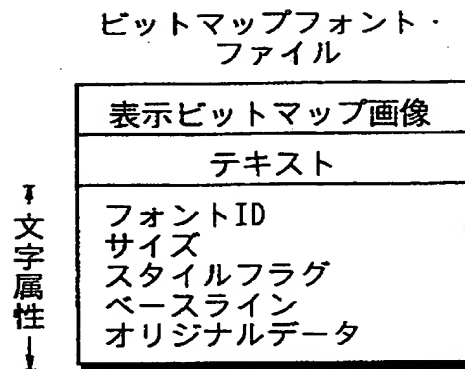 ビットマップフォント・
ファイル
表示ビットマップ画像
テキスト
文字属性
フォントID
サイズ
スタイルフラグ
ベースライン
オリジナルデータ